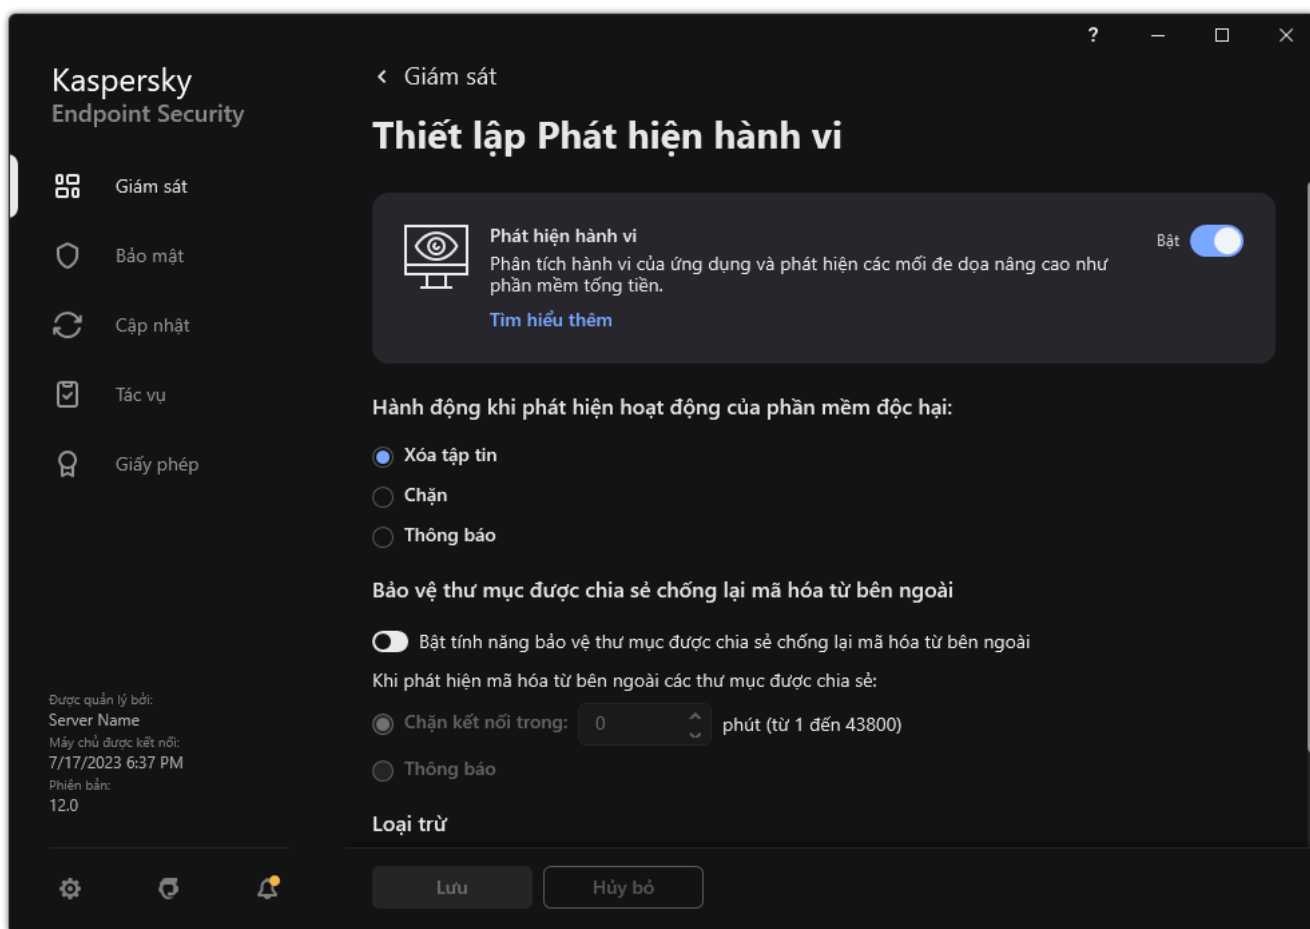 ?
Kaspersky
Endpoint Security
Giám sát
Bảo mật
Cập nhật
Tác vụ
Giấy phép
Được quản lý bởi:
Server Name
Máy chủ được kết nối:
7/17/2023 6:37 PM
Phiên bản:
12.0
Giám sát
Thiết lập Phát hiện hành vi
Phát hiện hành vi
Bật
Phân tích hành vi của ứng dụng và phát hiện các mối đe dọa nâng cao như
phần mềm tống tiền.
Tìm hiểu thêm
Hành động khi phát hiện hoạt động của phần mềm độc hại:
Xóa tập tin
Chặn
Thông báo
Bảo vệ thư mục được chia sẻ chống lại mã hóa từ bên ngoài
Bật tính năng bảo vệ thư mục được chia sẻ chống lại mã hóa từ bên ngoài
Khi phát hiện mã hóa từ bên ngoài các thư mục được chia sẻ:
Chặn kết nối trong: 0 phút (từ 1 đến 43800)
Thông báo
Loại trừ
Lưu
Hủy bỏ